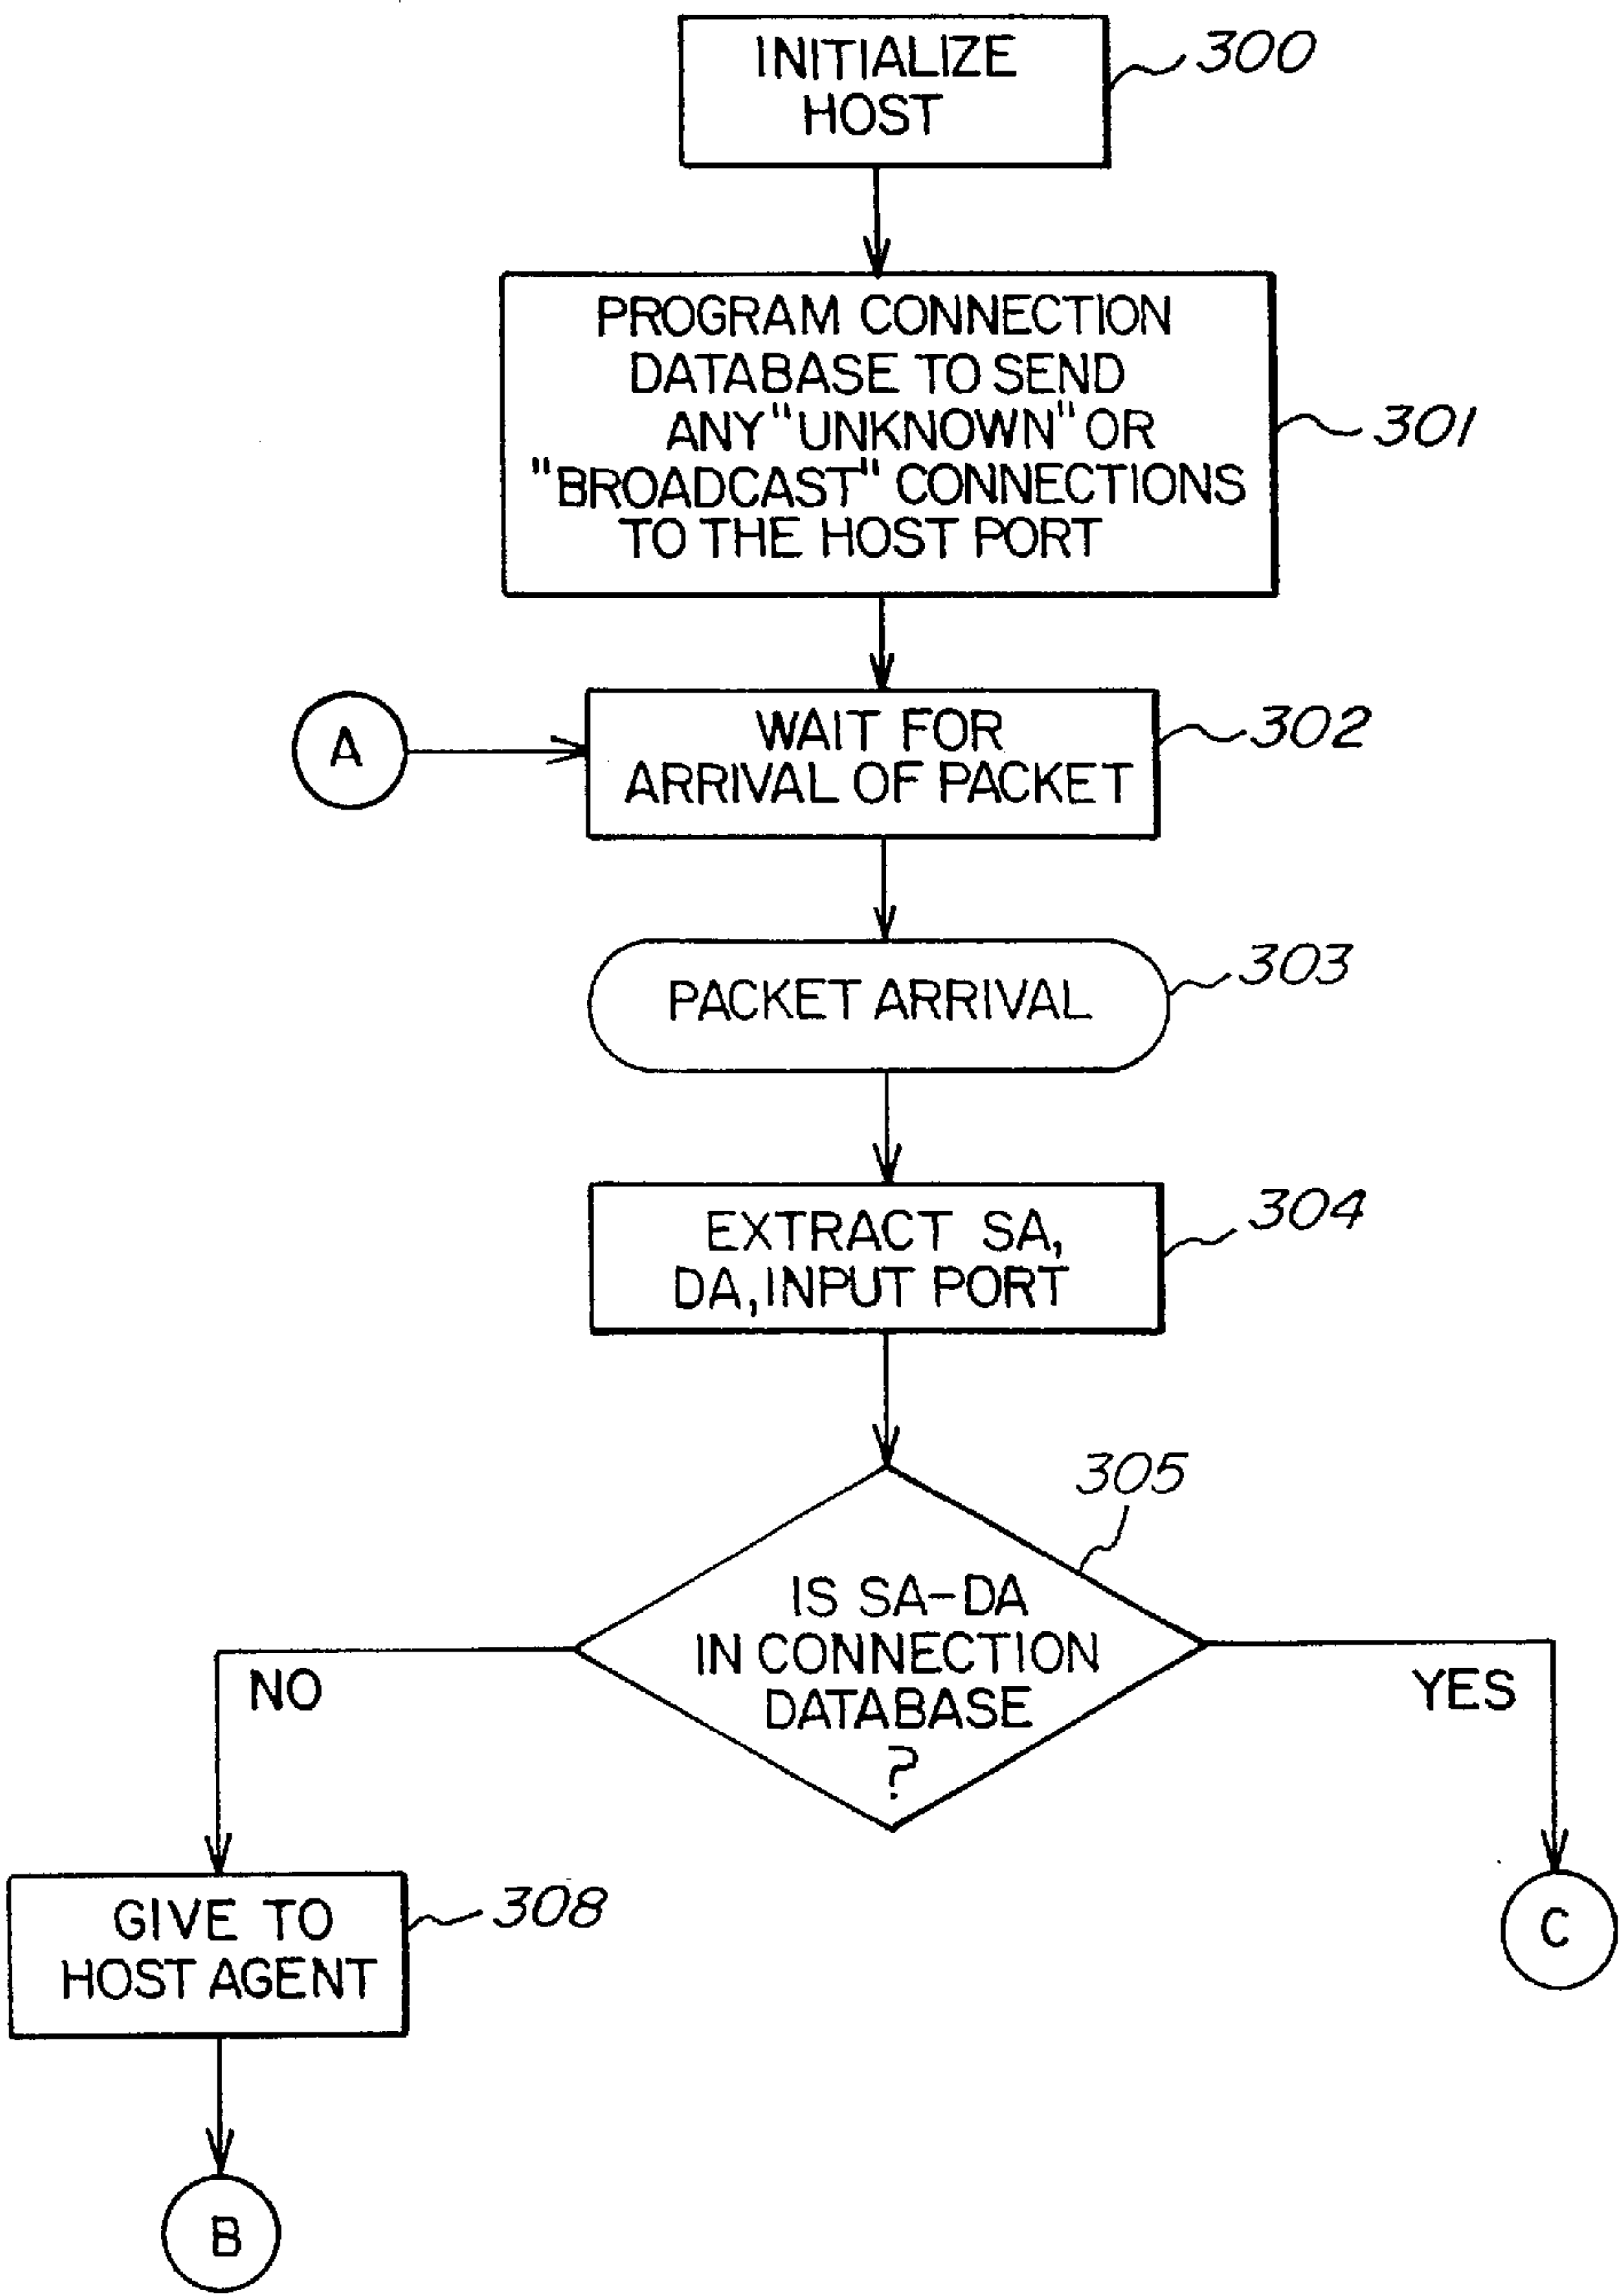 INITIALIZE
HOST
300
PROGRAM CONNECTION
DATABASE TO SEND
ANY "UNKNOWN" OR
"BROADCAST" CONNECTIONS
TO THE HOST PORT
301
A
WAIT FOR
ARRIVAL OF PACKET
302
PACKET ARRIVAL
303
EXTRACT SA,
DA, INPUT PORT
304
305
IS SA-DA
IN CONNECTION
DATABASE
?
NO
YES
GIVE TO
HOST AGENT
308
C
B